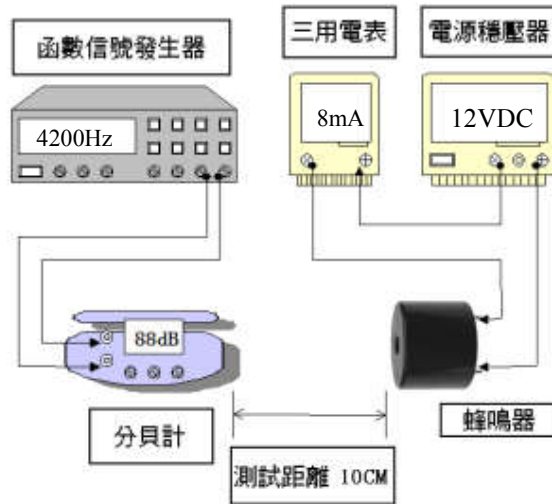 函數信號發生器
三用電表
電源穩壓器
4200Hz
8mA
12VDC
88dB
分貝計
蜂鳴器
測試距離 10CM